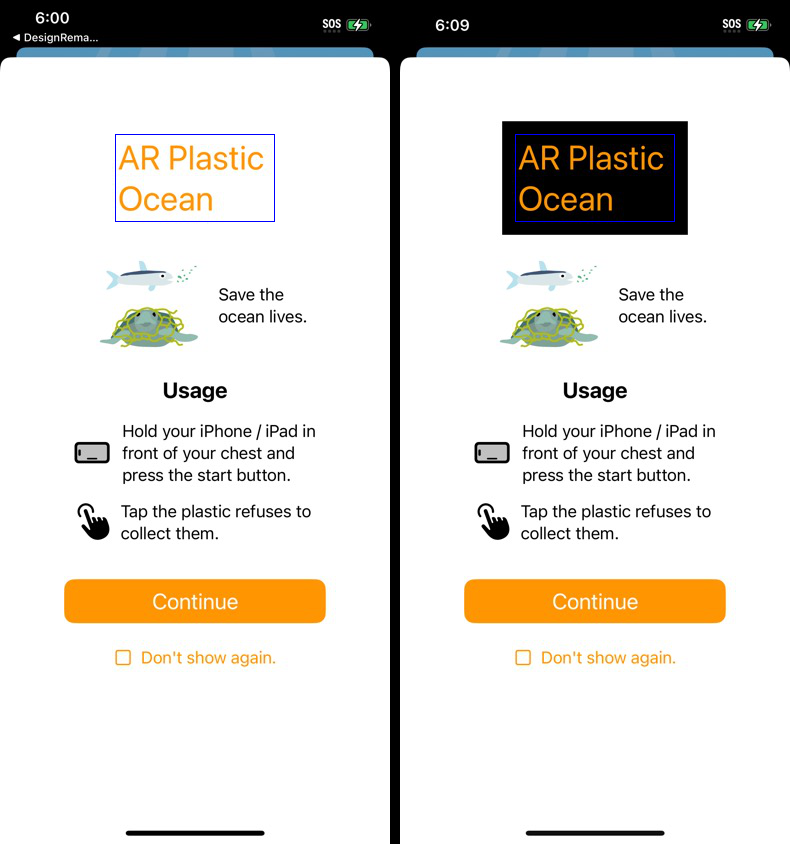 6:00
SOS
◀ DesignRema...
AR Plastic
Ocean
Save the
ocean lives.
Usage
Hold your iPhone / iPad in
front of your chest and
press the start button.
Tap the plastic refuses to
collect them.
Continue
Don't show again.
6:09
SOS
AR Plastic
Ocean
Save the
ocean lives.
Usage
Hold your iPhone / iPad in
front of your chest and
press the start button.
Tap the plastic refuses to
collect them.
Continue
Don't show again.